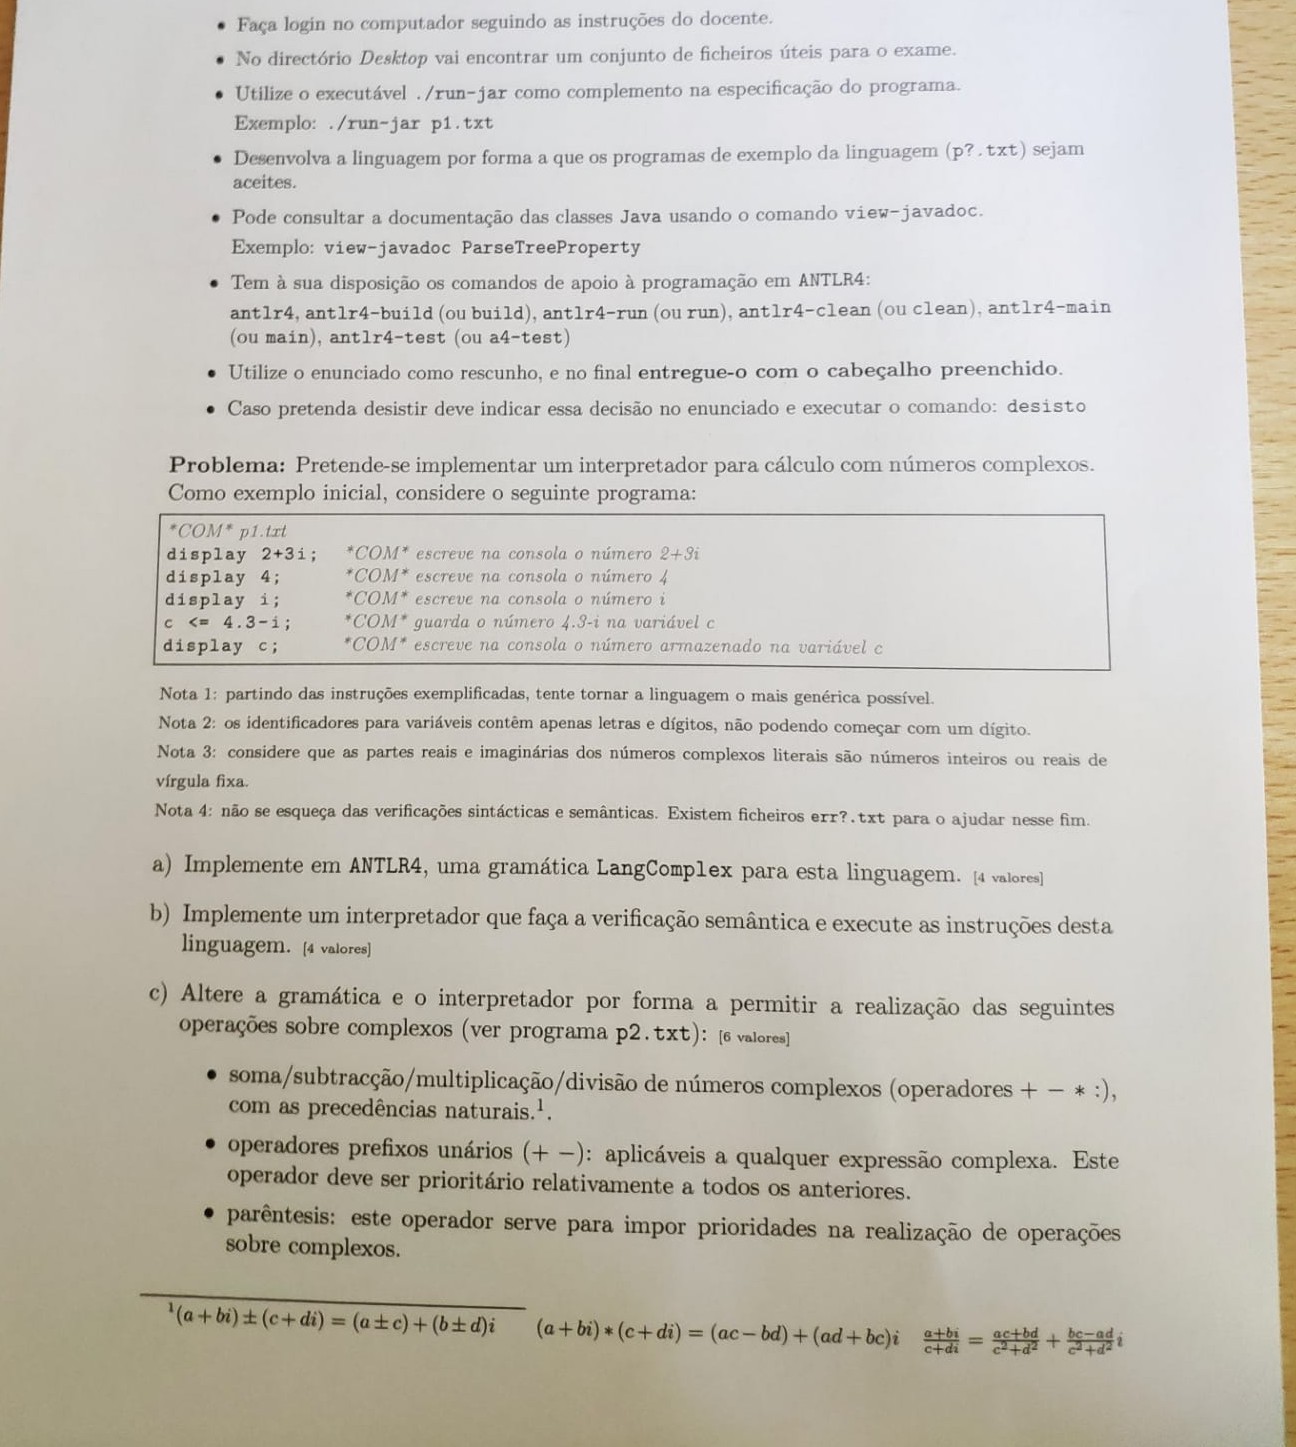 • Faça login no computador seguindo as instruções do docente.
• No directório Desktop vai encontrar um conjunto de ficheiros úteis para o exame.
• Utilize o executável ./run-jar como complemento na especificação do programa.
Exemplo: ./run-jar p1.txt
• Desenvolva a linguagem por forma a que os programas de exemplo da linguagem (p?.txt) sejam
aceites.
• Pode consultar a documentação das classes Java usando o comando view-javadoc.
Exemplo: view-javadoc ParseTreeProperty
• Tem à sua disposição os comandos de apoio à programação em ANTLR4:
antlr4, antlr4-build (ou build), antlr4-run (ou run), antlr4-clean (ou clean), antlr4-main
(ou main), antlr4-test (ou a4-test)
• Utilize o enunciado como rescunho, e no final entregue-o com o cabeçalho preenchido.
• Caso pretenda desistir deve indicar essa decisão no enunciado e executar o comando: desisto
Problema: Pretende-se implementar um interpretador para cálculo com números complexos.
Como exemplo inicial, considere o seguinte programa:
*COM* p1.txt
display 2+3i; *COM* escreve na consola o número 2+3i
display 4; *COM* escreve na consola o número 4
display i; *COM* escreve na consola o número i
c <= 4.3-i; *COM* guarda o número 4.3-i na variável c
display c; *COM* escreve na consola o número armazenado na variável c
Nota 1: partindo das instruções exemplificadas, tente tornar a linguagem o mais genérica possível.
Nota 2: os identificadores para variáveis contêm apenas letras e dígitos, não podendo começar com um dígito.
Nota 3: considere que as partes reais e imaginárias dos números complexos literais são números inteiros ou reais de
vírgula fixa.
Nota 4: não se esqueça das verificações sintácticas e semânticas. Existem ficheiros err?.txt para o ajudar nesse fim.
a) Implemente em ANTLR4, uma gramática LangComplex para esta linguagem. [4 valores]
b) Implemente um interpretador que faça a verificação semântica e execute as instruções desta
linguagem. [4 valores]
c) Altere a gramática e o interpretador por forma a permitir a realização das seguintes
operações sobre complexos (ver programa p2.txt): [6 valores]
• soma/subtracção/multiplicação/divisão de números complexos (operadores + − * :),
com as precedências naturais.¹.
• operadores prefixos unários (+ −): aplicáveis a qualquer expressão complexa. Este
operador deve ser prioritário relativamente a todos os anteriores.
• parêntesis: este operador serve para impor prioridades na realização de operações
sobre complexos.
¹(a+bi)±(c+di) = (a±c)+(b±d)i (a+bi)*(c+di) = (ac−bd)+(ad+bc)i a+bi/c+di = ac+bd/c²+d² + bc−ad/c²+d² i